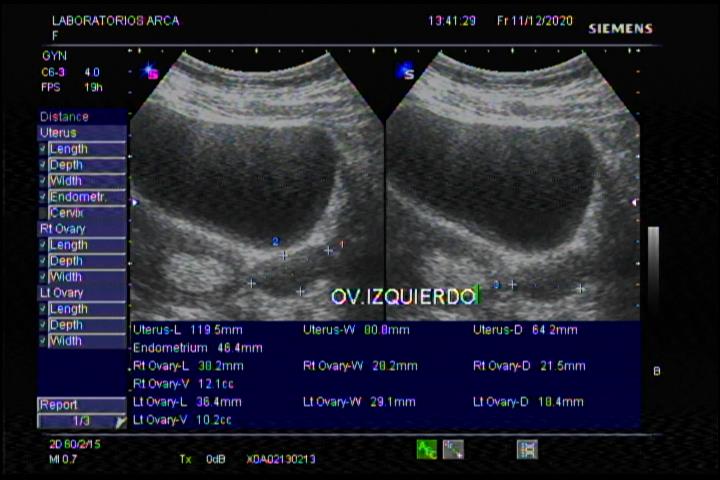 LABORATORIOS ARCA
F
13:41:29 Fr 11/12/2020 SIEMENS
GYN
C6-3 4.0
FPS 19h
Distance
Uterus
Length
Depth
Width
Endometr.
Cervix
Rt Ovary
Length
Depth
Width
Lt Ovary
Length
Depth
Width
Report
1/3
S
S
2 1
3
OV.IZQUIERDO
Uterus-L 119.5mm Uterus-W 80.8mm Uterus-D 64.2mm
Endometrium 46.4mm
Rt Ovary-L 38.2mm Rt Ovary-W 28.2mm Rt Ovary-D 21.5mm
Rt Ovary-V 12.1cc
Lt Ovary-L 36.4mm Lt Ovary-W 29.1mm Lt Ovary-D 18.4mm
Lt Ovary-V 10.2cc
B
2D 60/2/15
MI 0.7 Tx 0dB XDA02130213